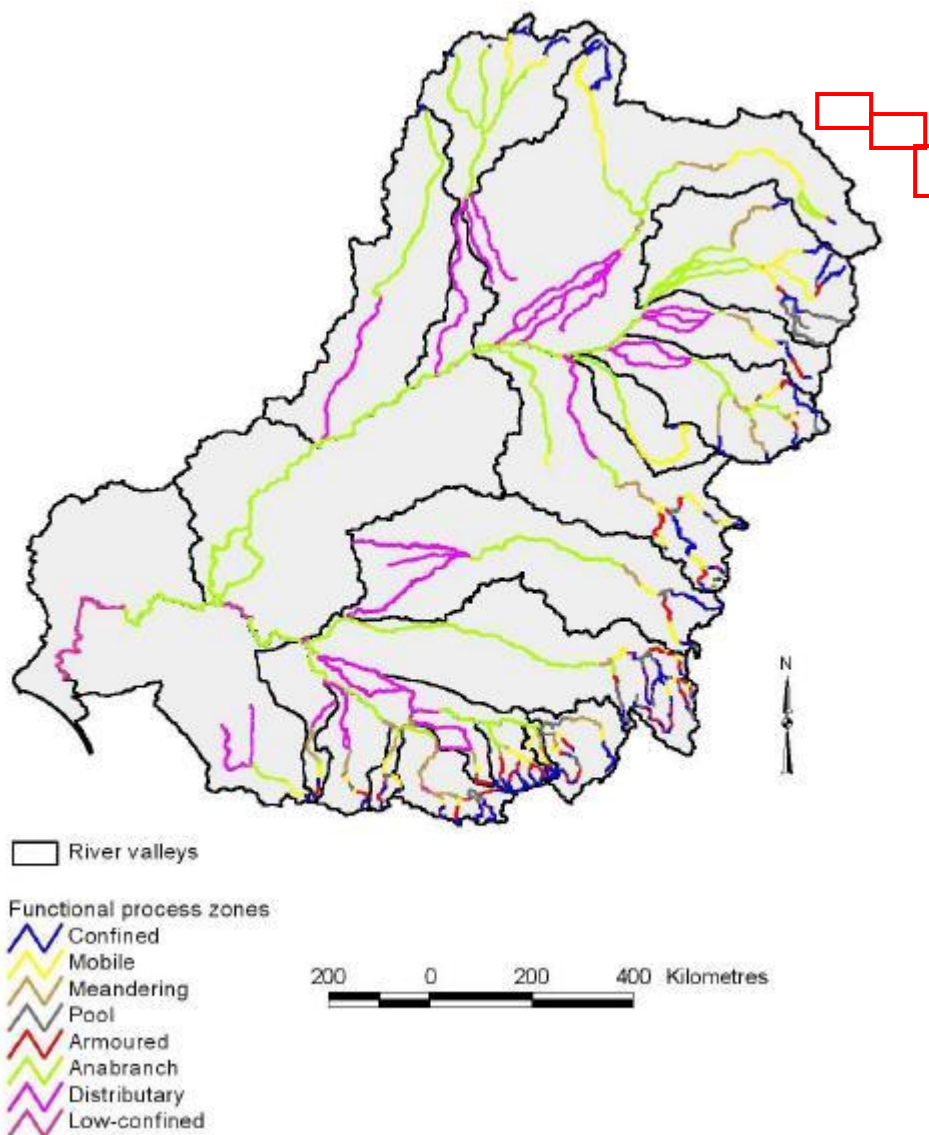 N
River valleys
Functional process zones
Confined
Mobile
Meandering
Pool
Armoured
Anabranch
Distributary
Low-confined
200 0 200 400 Kilometres